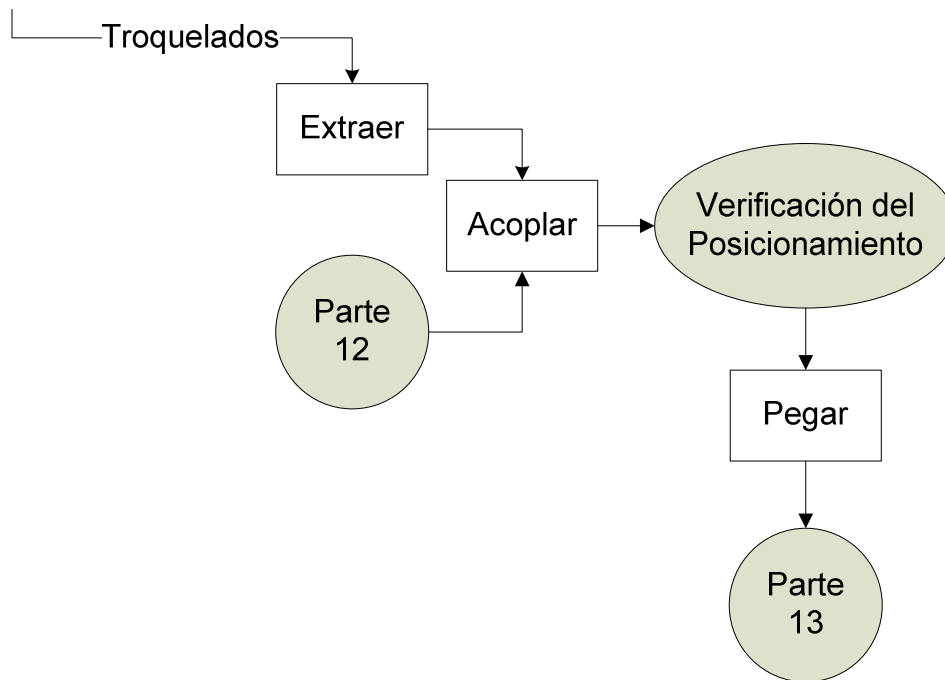 Troquelados
Extraer
Acoplar
Verificación del
Posicionamiento
Parte
12
Pegar
Parte
13